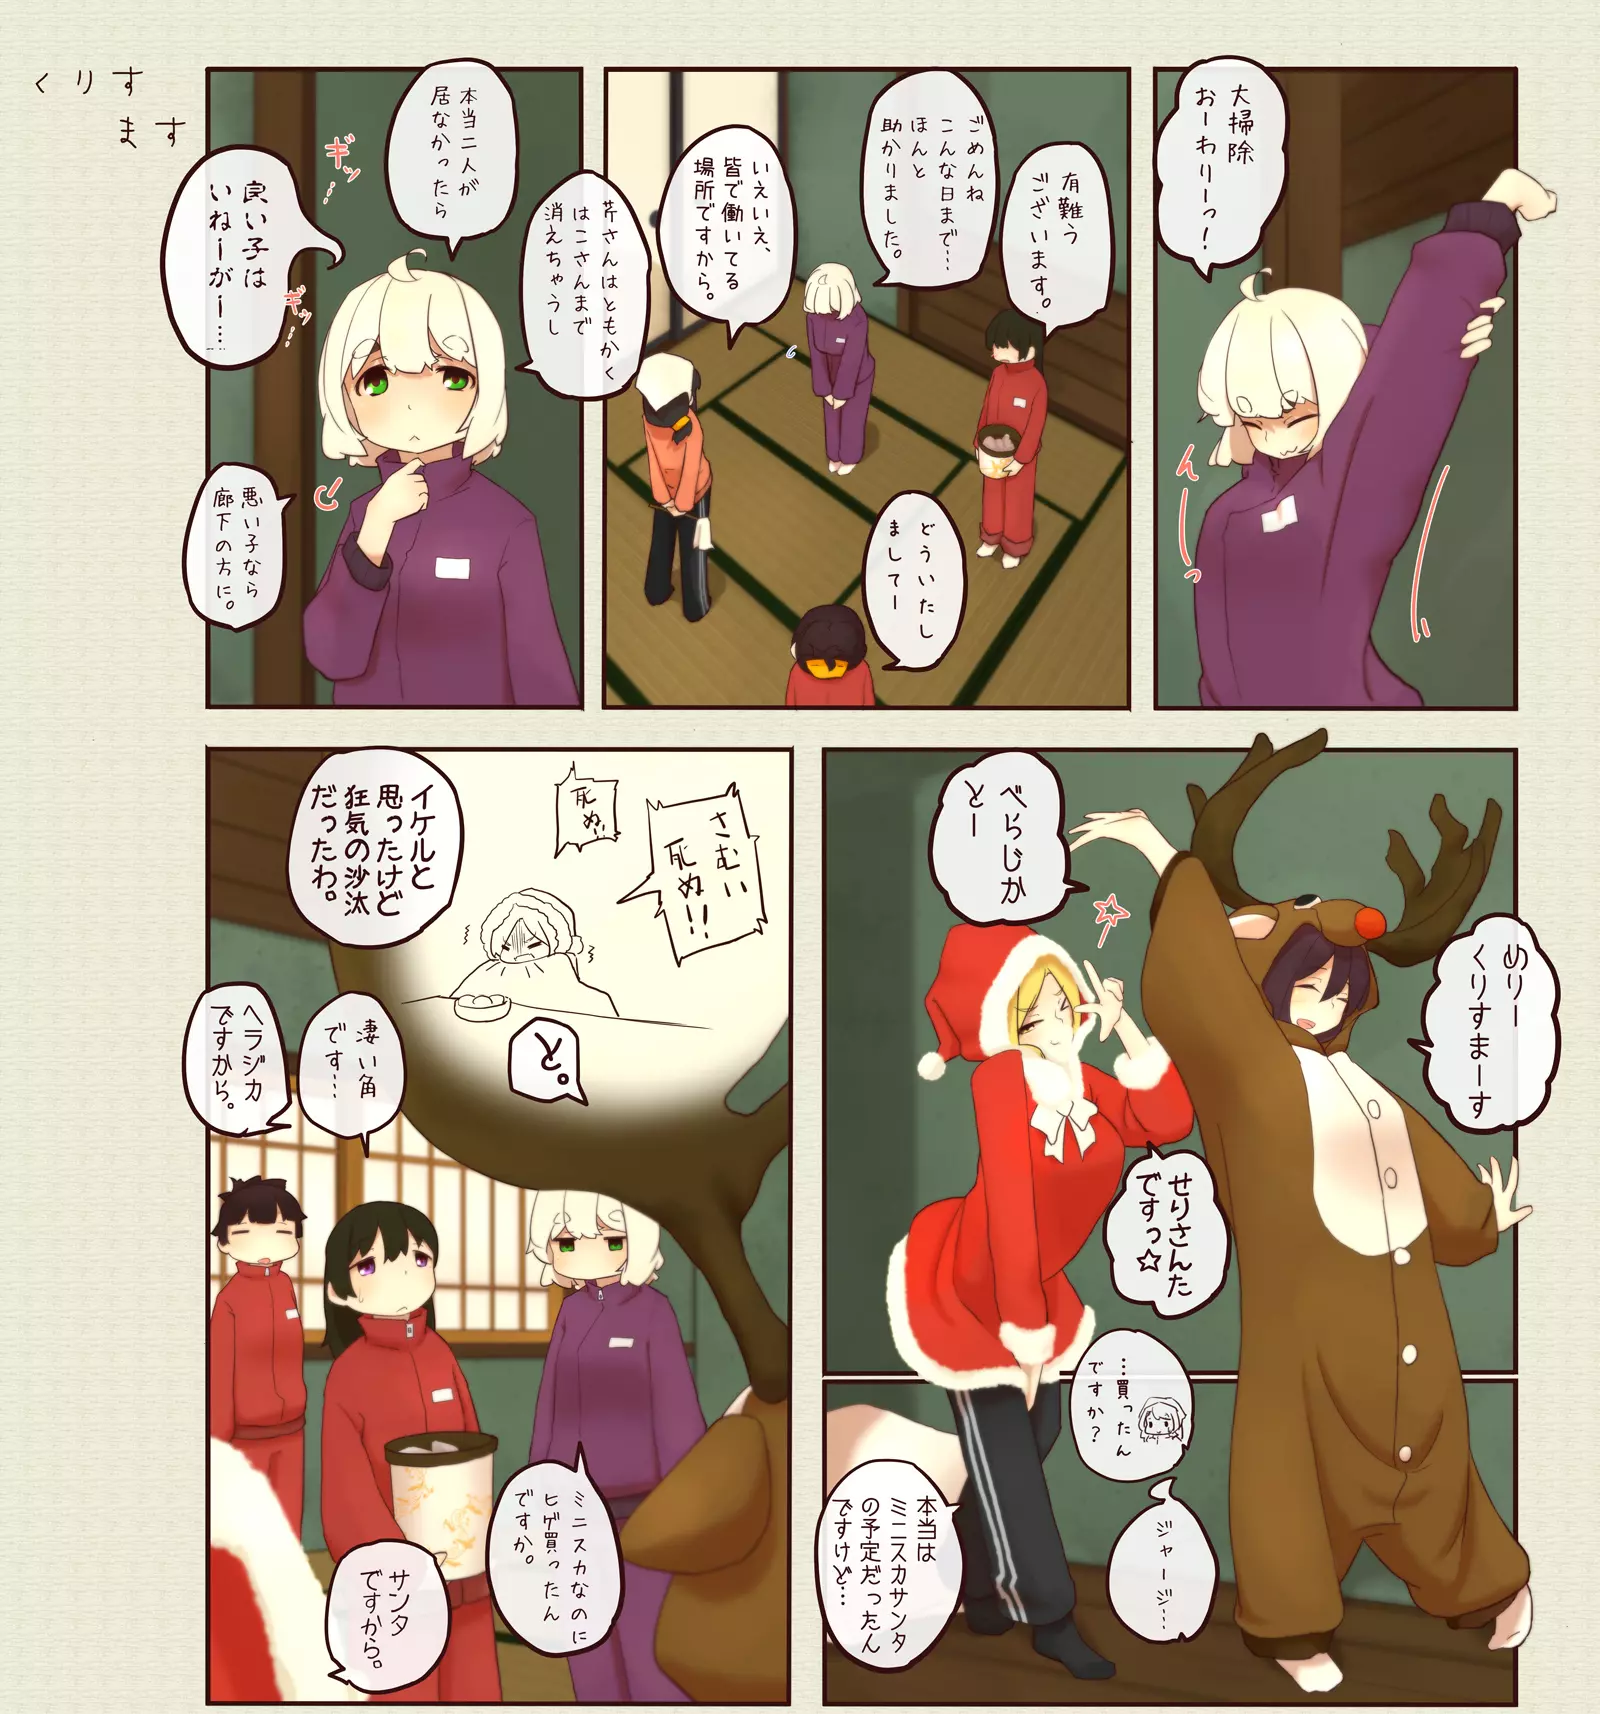 くりす
ます
大掃除
おーわりーっ!
んーっ
有難う
ございます。
ごめんね
こんな日まで…
ほんと
助かりました。
いえいえ、
皆で働いてる
場所ですから。
どういたし
ましてー
本当二人が
居なかったら
芹さんはともかく
はこさんまで
消えちゃうし
ギッ…
良い子は
いねーがー…
ギッ…
悪い子なら
廊下の方に。
めりー
くりすまーす
べらじか
とー
せりさんた
ですっ☆
…買ったん
ですか?
ジャージ…
本当は
ミニスカサンタ
の予定だったん
ですけど…
さむい
死ぬ!!
死ぬ!!
イケルと
思ったけど
狂気の沙汰
だったわ。
と。
凄い角
です…
ヘラジカ
ですから。
ミニスカなのに
ヒゲ買ったん
ですか。
サンタ
ですから。